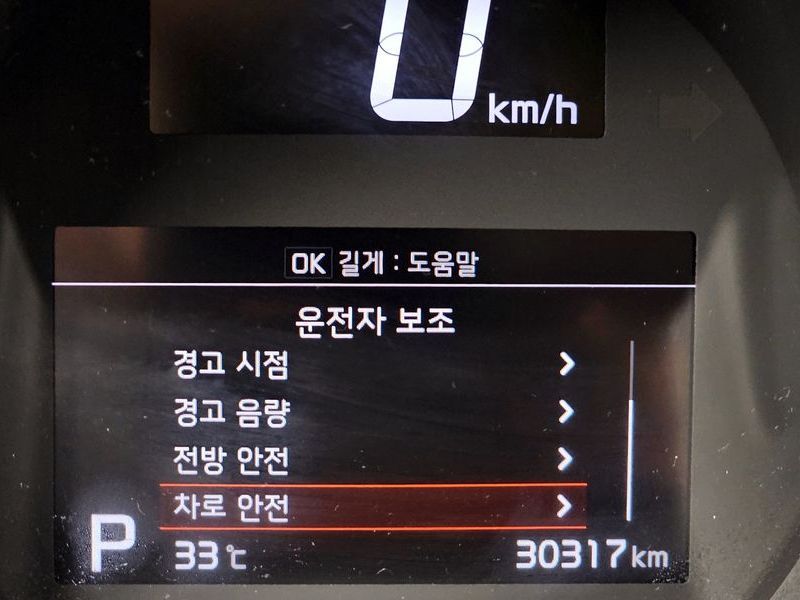 0 km/h
OK 길게 : 도움말
운전자 보조
경고 시점
경고 음량
전방 안전
차로 안전
P 33℃ 30317 km